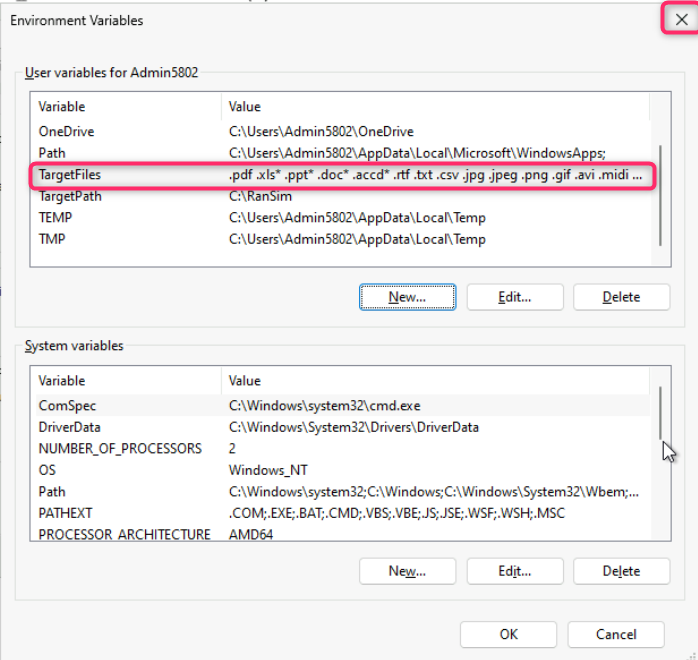 Environment Variables
User variables for Admin5802
Variable Value
OneDrive C:\Users\Admin5802\OneDrive
Path C:\Users\Admin5802\AppData\Local\Microsoft\WindowsApps;
TargetFiles .pdf .xls* .ppt* .doc* .accd* .rtf .txt .csv .jpg .jpeg .png .gif .avi .midi ...
TargetPath C:\RanSim
TEMP C:\Users\Admin5802\AppData\Local\Temp
TMP C:\Users\Admin5802\AppData\Local\Temp
New... Edit... Delete
System variables
Variable Value
ComSpec C:\Windows\system32\cmd.exe
DriverData C:\Windows\System32\Drivers\DriverData
NUMBER_OF_PROCESSORS 2
OS Windows_NT
Path C:\Windows\system32;C:\Windows;C:\Windows\System32\Wbem;...
PATHEXT .COM;.EXE;.BAT;.CMD;.VBS;.VBE;.JS;.JSE;.WSF;.WSH;.MSC
PROCESSOR_ARCHITECTURE AMD64
New... Edit... Delete
OK Cancel